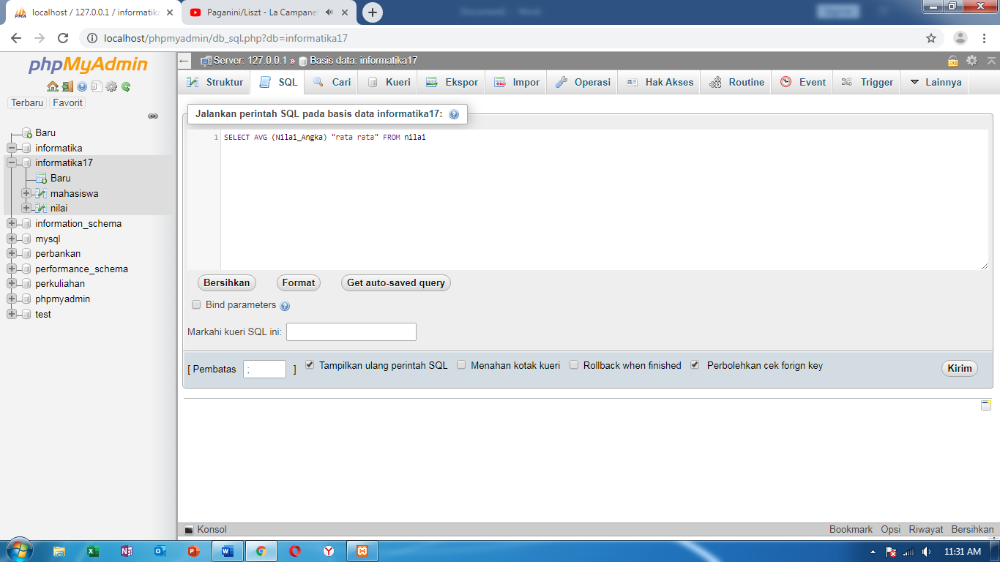 localhost / 127.0.0.1 / informatika
Paganini/Liszt - La Campanel
localhost/phpmyadmin/db_sql.php?db=informatika17
phpMyAdmin
Terbaru Favorit
Baru
informatika
informatika17
Baru
mahasiswa
nilai
information_schema
mysql
perbankan
performance_schema
perkuliahan
phpmyadmin
test
Server: 127.0.0.1 » Basis data: informatika17
Struktur SQL Cari Kueri Ekspor Impor Operasi Hak Akses Routine Event Trigger Lainnya
Jalankan perintah SQL pada basis data informatika17:
1 SELECT AVG (Nilai_Angka) "rata rata" FROM nilai
Bersihkan Format Get auto-saved query
Bind parameters
Markahi kueri SQL ini:
[ Pembatas ; ] Tampilkan ulang perintah SQL Menahan kotak kueri Rollback when finished Perbolehkan cek forign key Kirim
Konsol Bookmark Opsi Riwayat Bersihkan
11:31 AM